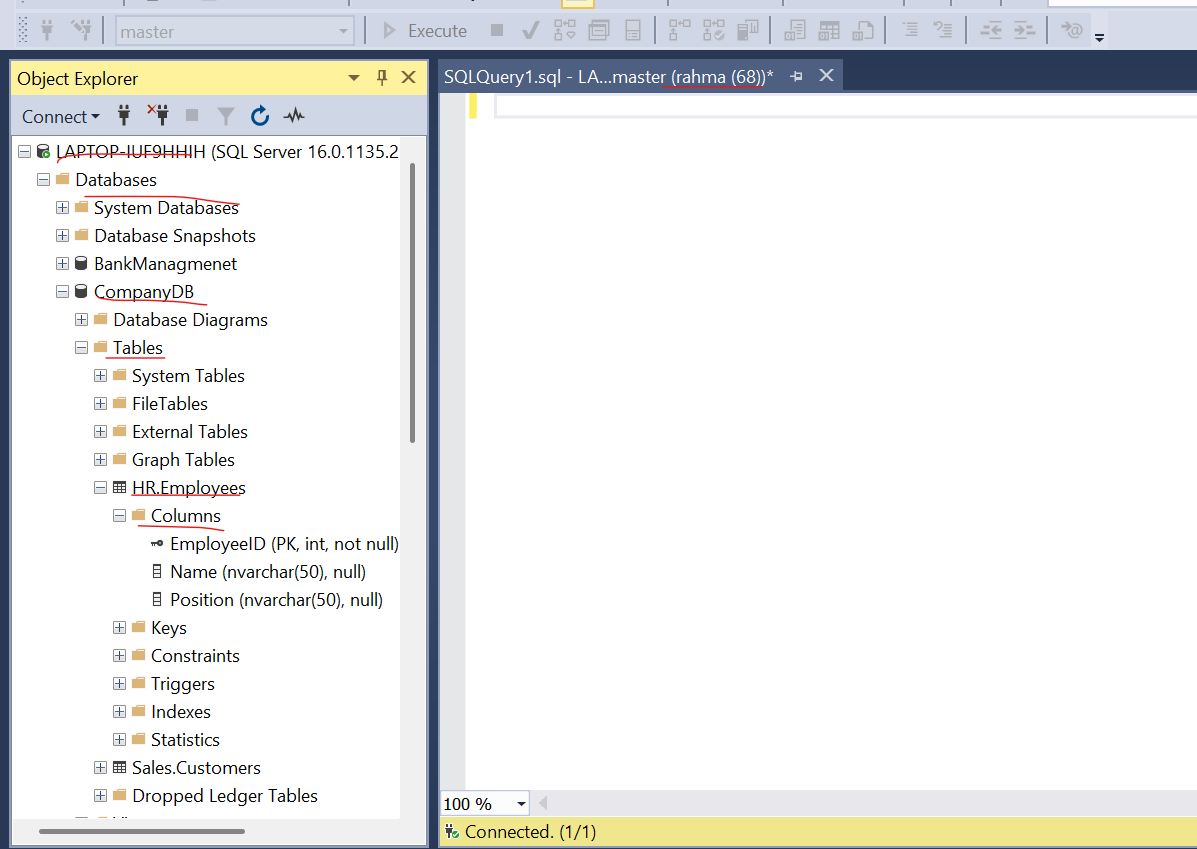 master
Execute
Object Explorer
Connect
LAPTOP-IUF9HHIH (SQL Server 16.0.1135.2
Databases
System Databases
Database Snapshots
BankManagmenet
CompanyDB
Database Diagrams
Tables
System Tables
FileTables
External Tables
Graph Tables
HR.Employees
Columns
EmployeeID (PK, int, not null)
Name (nvarchar(50), null)
Position (nvarchar(50), null)
Keys
Constraints
Triggers
Indexes
Statistics
Sales.Customers
Dropped Ledger Tables
SQLQuery1.sql - LA...master (rahma (68))*
100 %
Connected. (1/1)